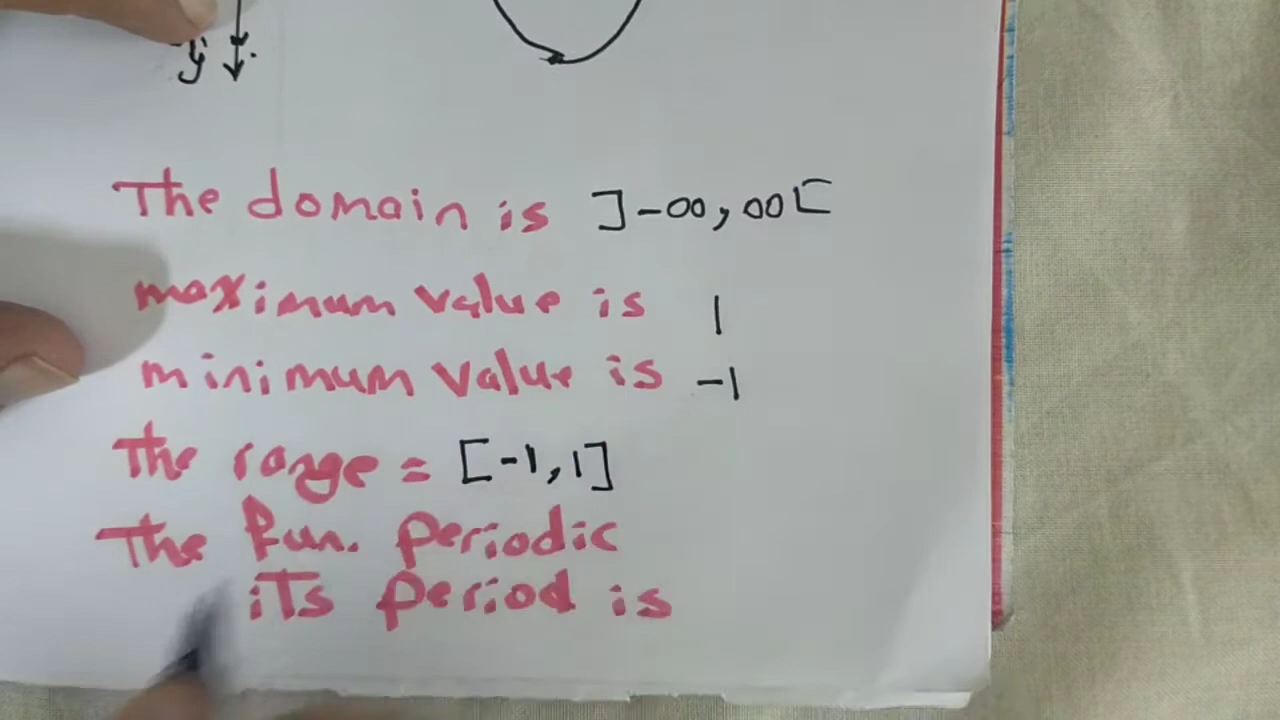 y'
The domain is ]-∞,∞[
maximum value is 1
minimum value is -1
The range = [-1,1]
The fun. periodic
its period is